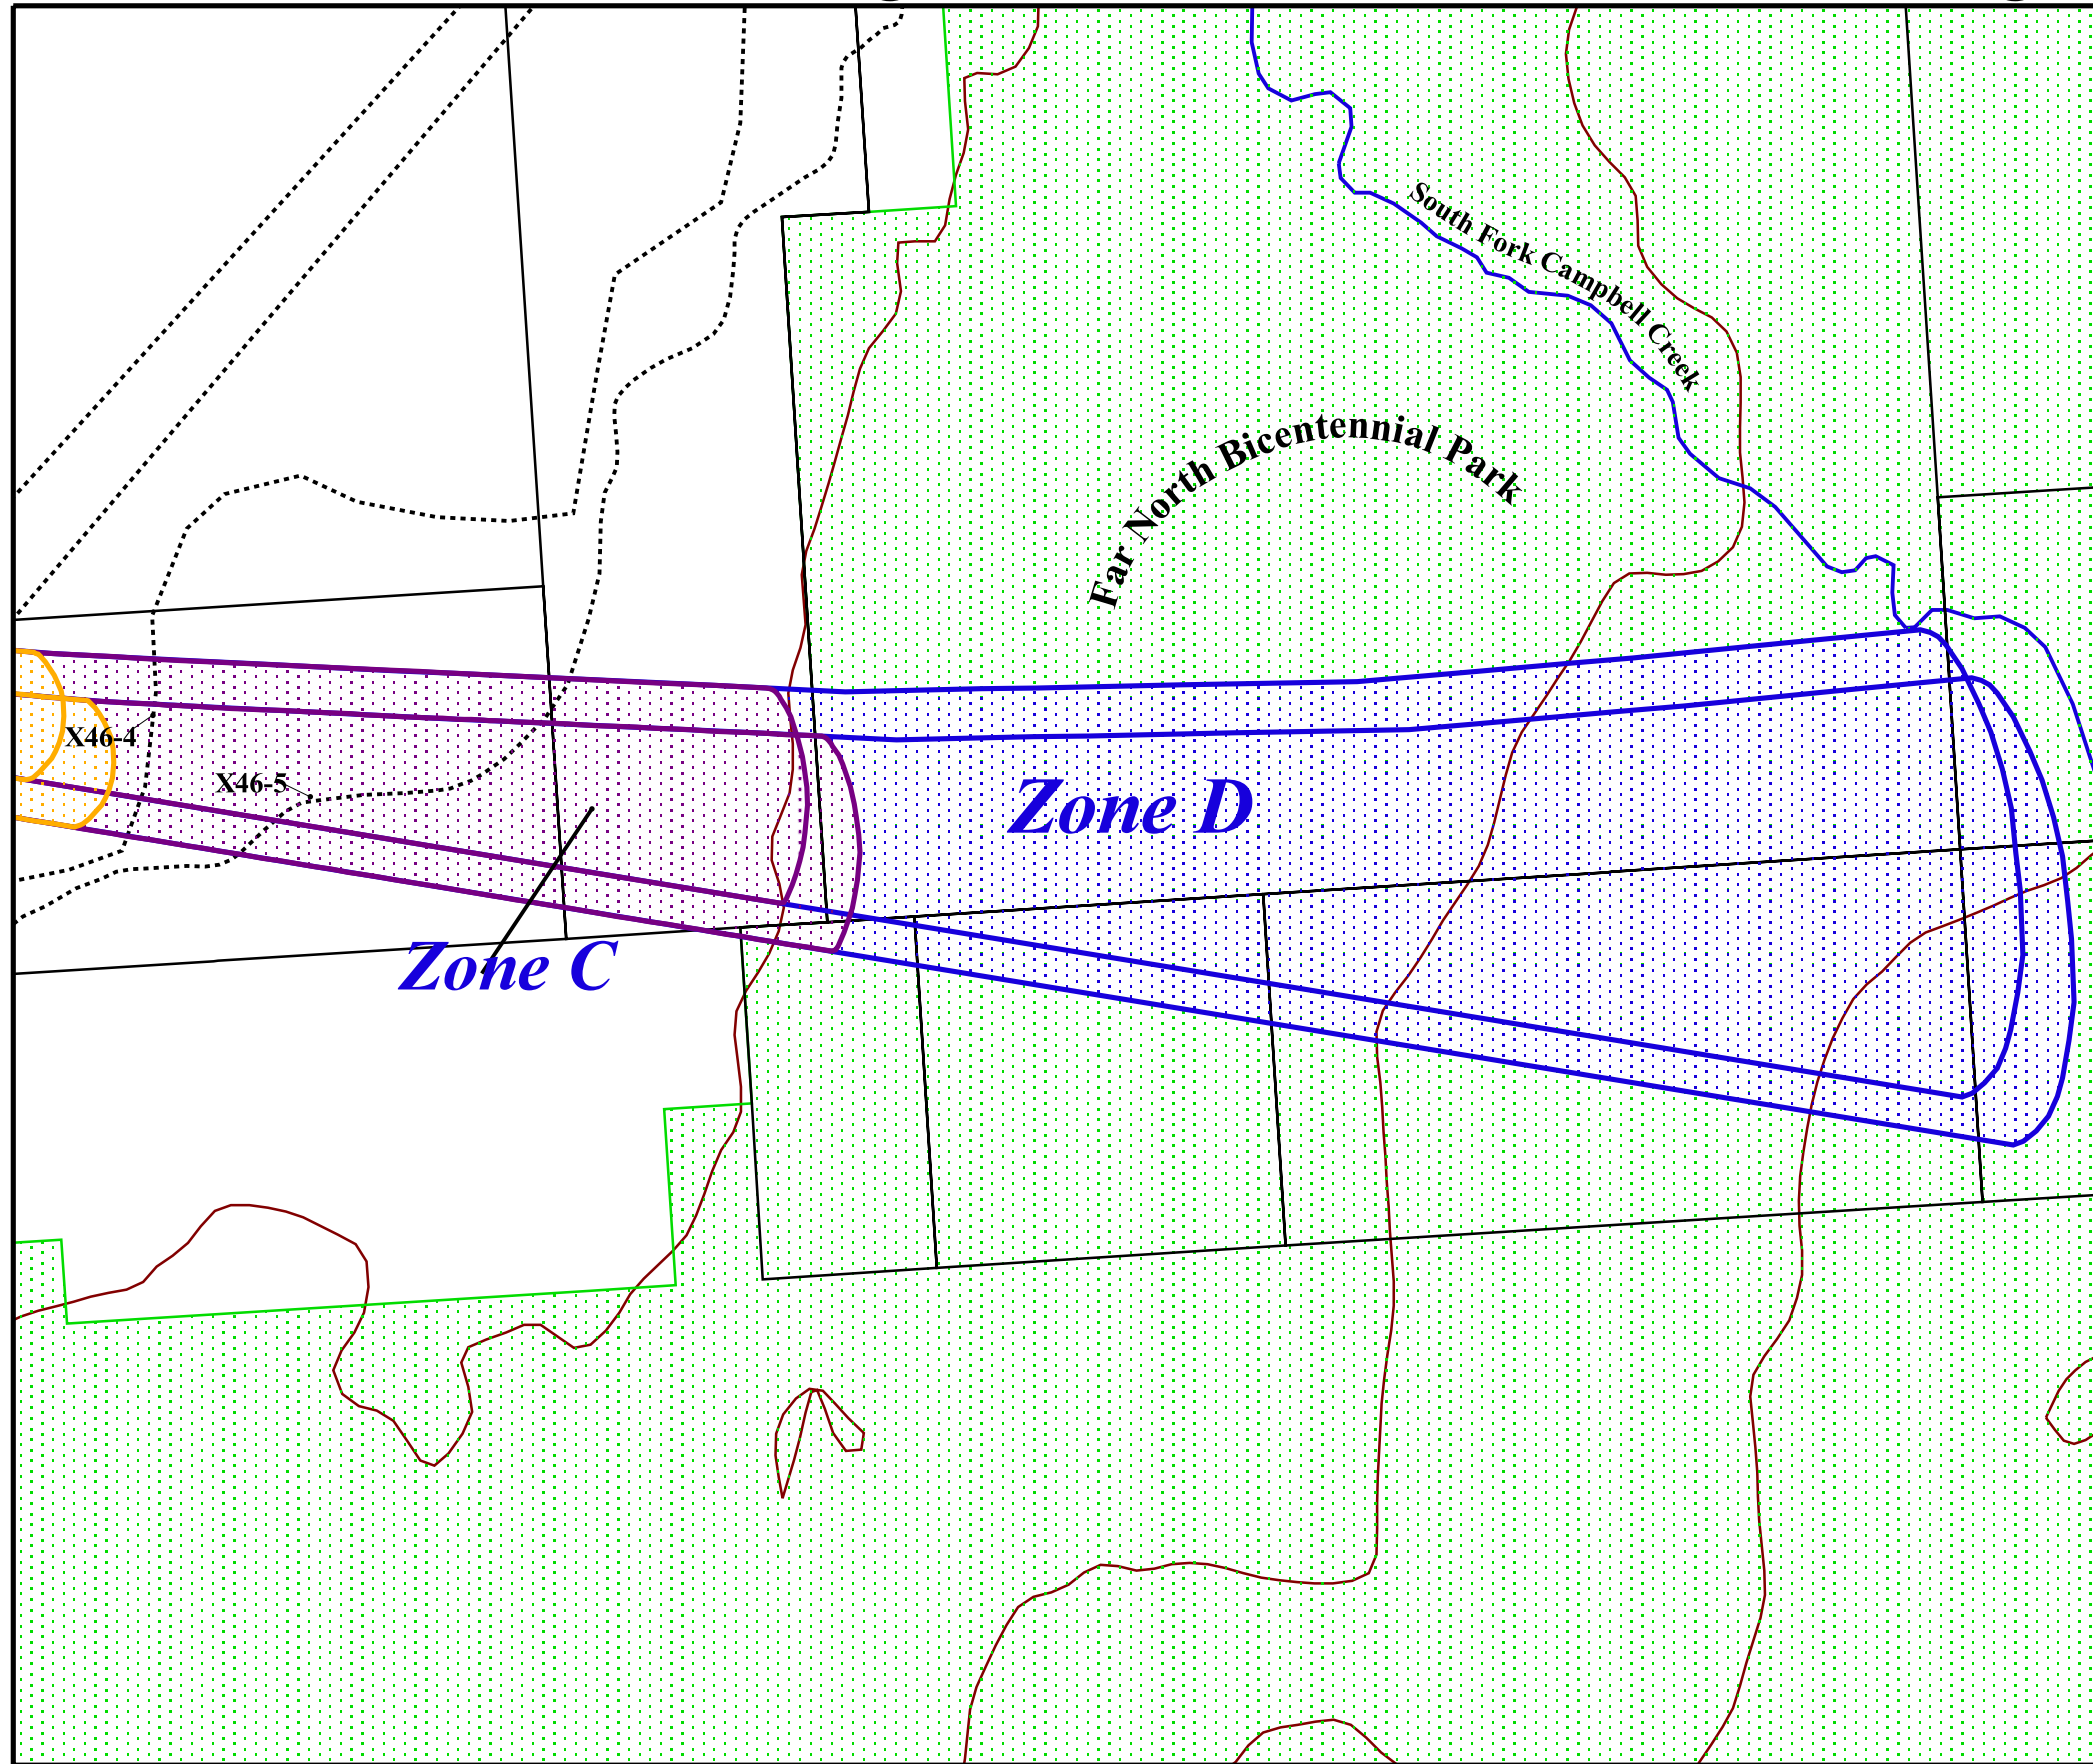 South Fork Campbell Creek
Far North Bicentennial Park
X46-4
X46-5
Zone D
Zone C